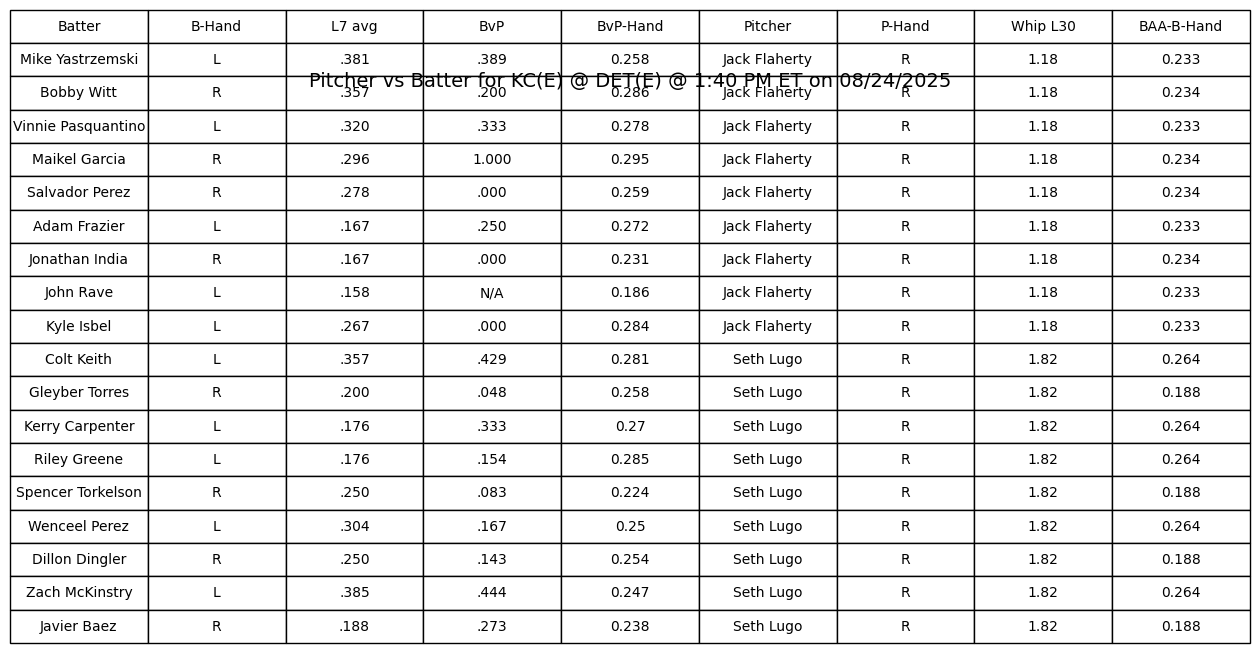 Batter B-Hand L7 avg BvP BvP-Hand Pitcher P-Hand Whip L30 BAA-B-Hand
Mike Yastrzemski L .381 .389 0.258 Jack Flaherty R 1.18 0.233
Pitcher vs Batter for KC(E) @ DET(E) @ 1:40 PM ET on 08/24/2025
Bobby Witt R .357 .200 0.286 Jack Flaherty R 1.18 0.234
Vinnie Pasquantino L .320 .333 0.278 Jack Flaherty R 1.18 0.233
Maikel Garcia R .296 1.000 0.295 Jack Flaherty R 1.18 0.234
Salvador Perez R .278 .000 0.259 Jack Flaherty R 1.18 0.234
Adam Frazier L .167 .250 0.272 Jack Flaherty R 1.18 0.233
Jonathan India R .167 .000 0.231 Jack Flaherty R 1.18 0.234
John Rave L .158 N/A 0.186 Jack Flaherty R 1.18 0.233
Kyle Isbel L .267 .000 0.284 Jack Flaherty R 1.18 0.233
Colt Keith L .357 .429 0.281 Seth Lugo R 1.82 0.264
Gleyber Torres R .200 .048 0.258 Seth Lugo R 1.82 0.188
Kerry Carpenter L .176 .333 0.27 Seth Lugo R 1.82 0.264
Riley Greene L .176 .154 0.285 Seth Lugo R 1.82 0.264
Spencer Torkelson R .250 .083 0.224 Seth Lugo R 1.82 0.188
Wenceel Perez L .304 .167 0.25 Seth Lugo R 1.82 0.264
Dillon Dingler R .250 .143 0.254 Seth Lugo R 1.82 0.188
Zach McKinstry L .385 .444 0.247 Seth Lugo R 1.82 0.264
Javier Baez R .188 .273 0.238 Seth Lugo R 1.82 0.188